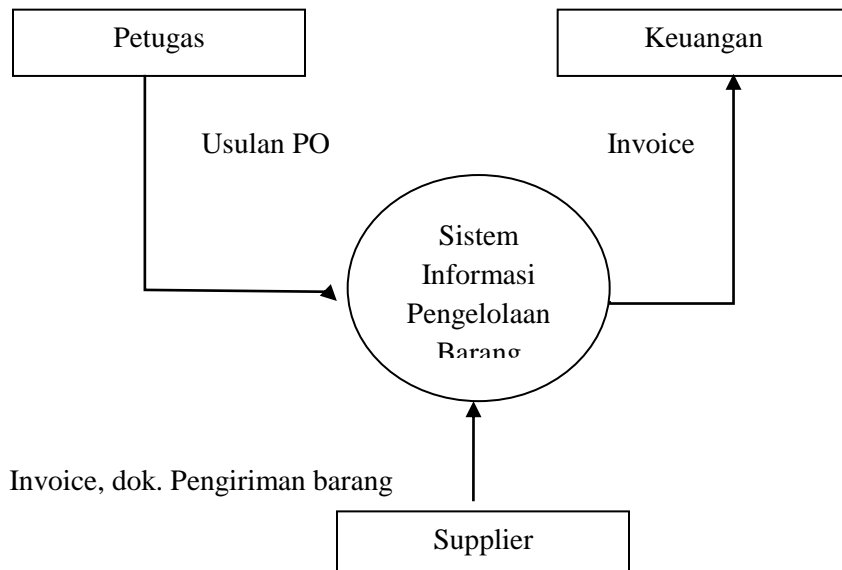 Petugas
Keuangan
Usulan PO
Invoice
Sistem
Informasi
Pengelolaan
Barang
Invoice, dok. Pengiriman barang
Supplier